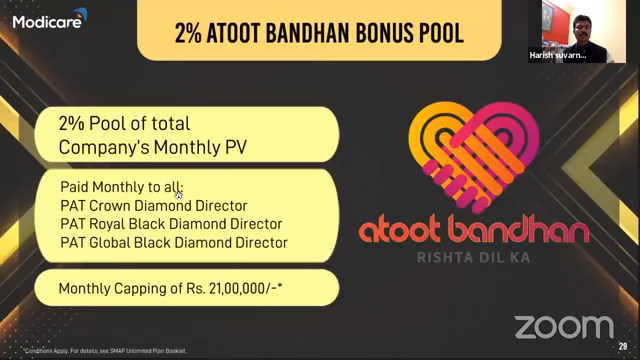 Modicare
2% ATOOT BANDHAN BONUS POOL
Harish suvarn...
2% Pool of total
Company's Monthly PV
Paid Monthly to all:
PAT Crown Diamond Director
PAT Royal Black Diamond Director
PAT Global Black Diamond Director
Monthly Capping of Rs. 21,00,000/-*
atoot bandhan
RISHTA DIL KA
zoom
*Conditions Apply. For details, see SMAP Unlimited Plan Booklet.
29